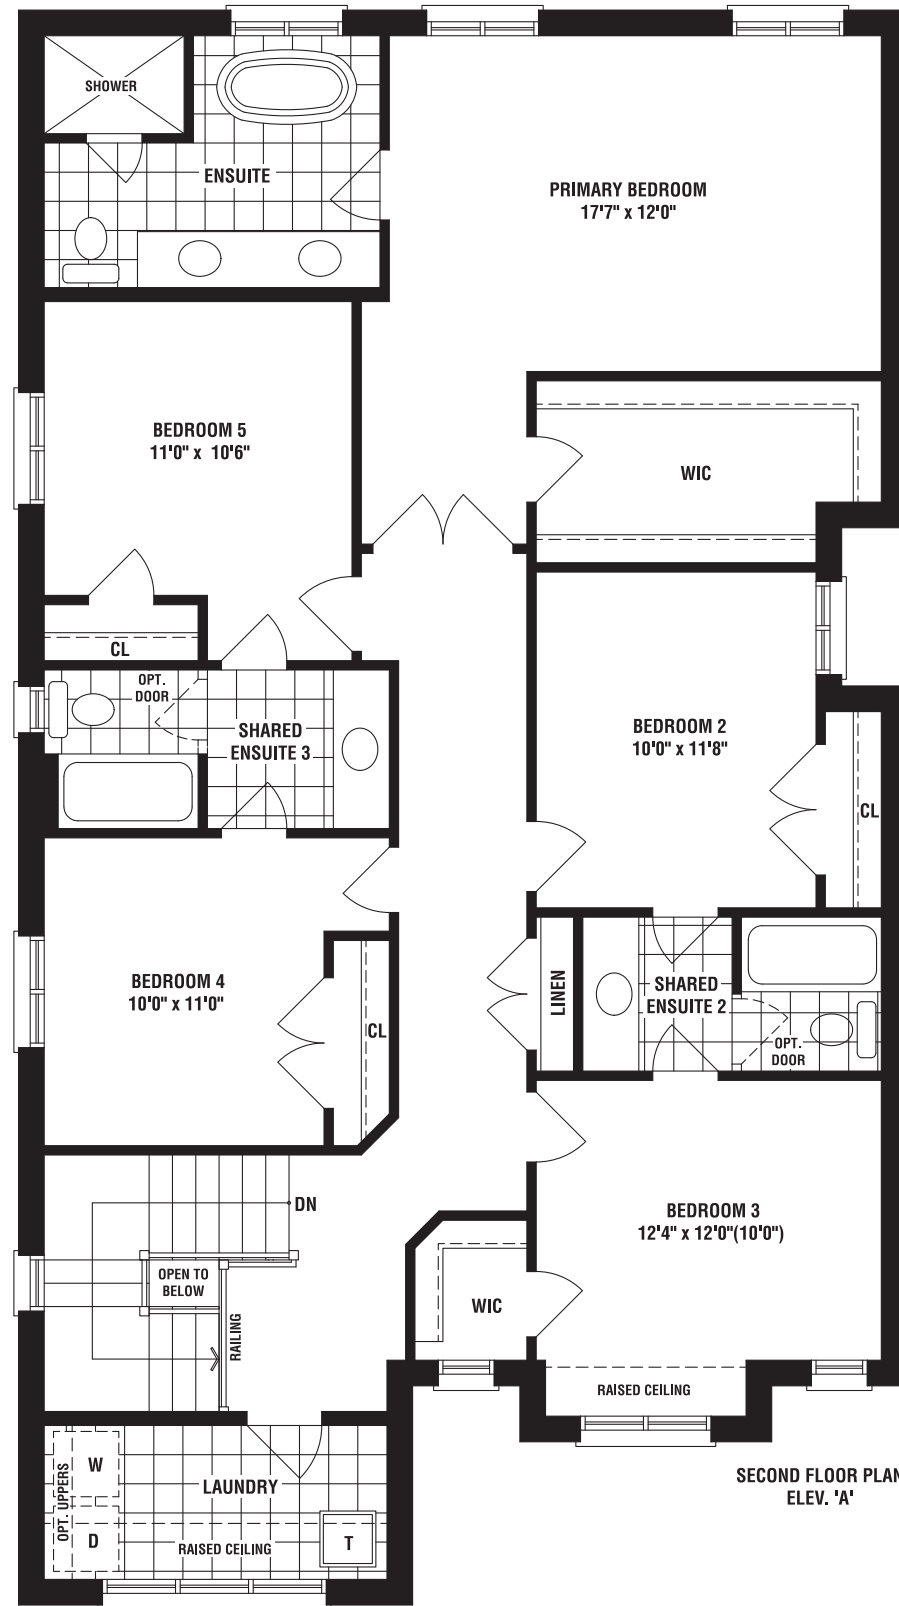 SHOWER
ENSUITE
PRIMARY BEDROOM
17'7" x 12'0"
BEDROOM 5
11'0" x 10'6"
WIC
CL
OPT.
DOOR
SHARED
ENSUITE 3
BEDROOM 2
10'0" x 11'8"
CL
BEDROOM 4
10'0" x 11'0"
CL
LINEN
SHARED
ENSUITE 2
OPT.
DOOR
DN
BEDROOM 3
12'4" x 12'0"(10'0")
OPEN TO
BELOW
RAILING
WIC
RAISED CEILING
OPT. UPPERS
W
D
LAUNDRY
RAISED CEILING
T
SECOND FLOOR PLAN
ELEV. 'A'